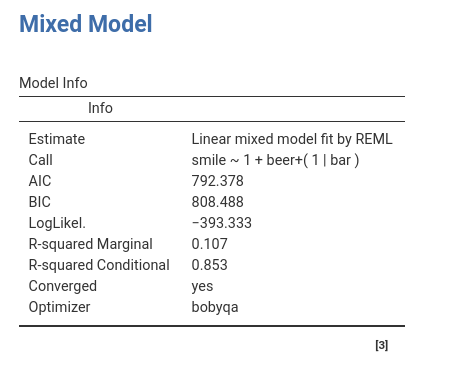 Mixed Model
Model Info
Info
Estimate Linear mixed model fit by REML
Call smile ~ 1 + beer+( 1 | bar )
AIC 792.378
BIC 808.488
LogLikel. −393.333
R-squared Marginal 0.107
R-squared Conditional 0.853
Converged yes
Optimizer bobyqa
[3]